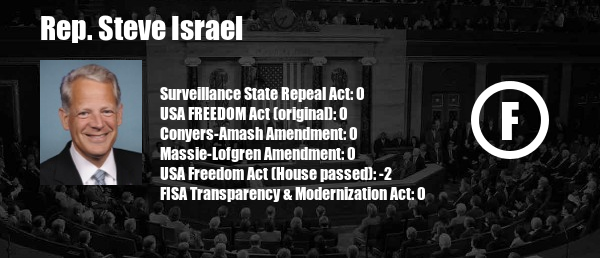 Rep. Steve Israel
Surveillance State Repeal Act: 0
USA FREEDOM Act (original): 0
Conyers-Amash Amendment: 0
Massie-Lofgren Amendment: 0
USA Freedom Act (House passed): -2
FISA Transparency & Modernization Act: 0
F